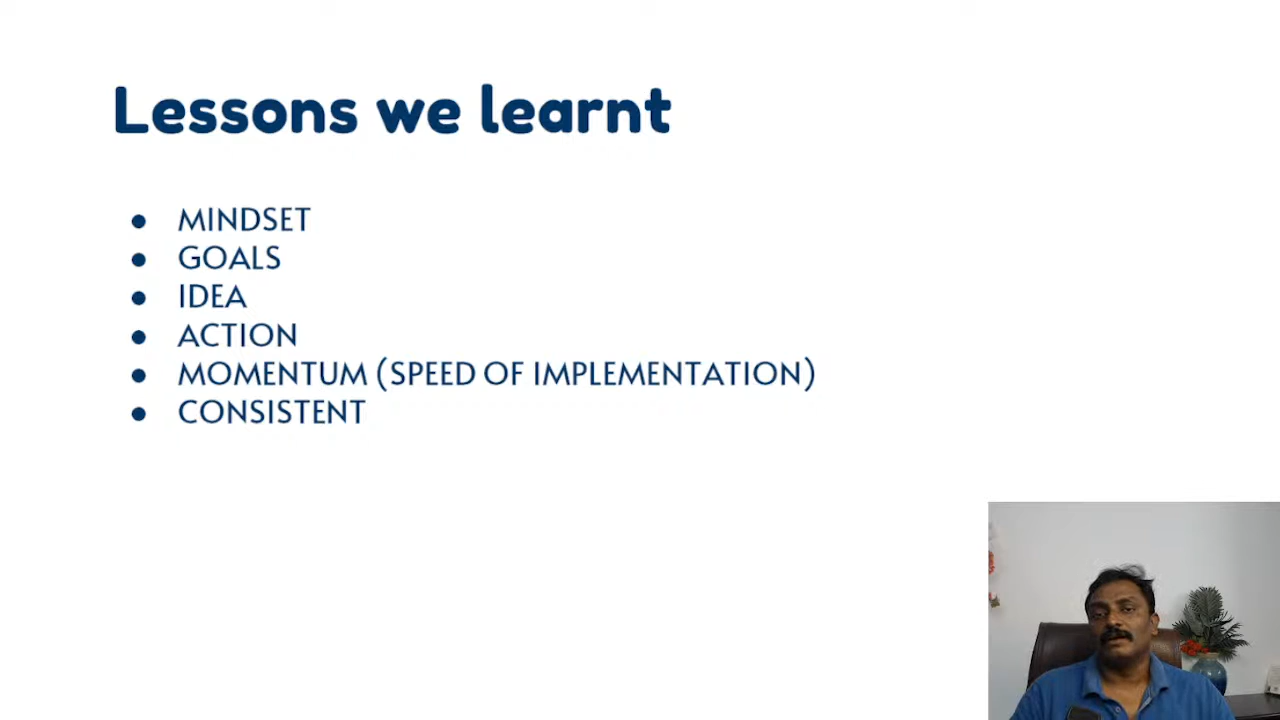 Lessons we learnt
● MINDSET
● GOALS
● IDEA
● ACTION
● MOMENTUM (SPEED OF IMPLEMENTATION)
● CONSISTENT